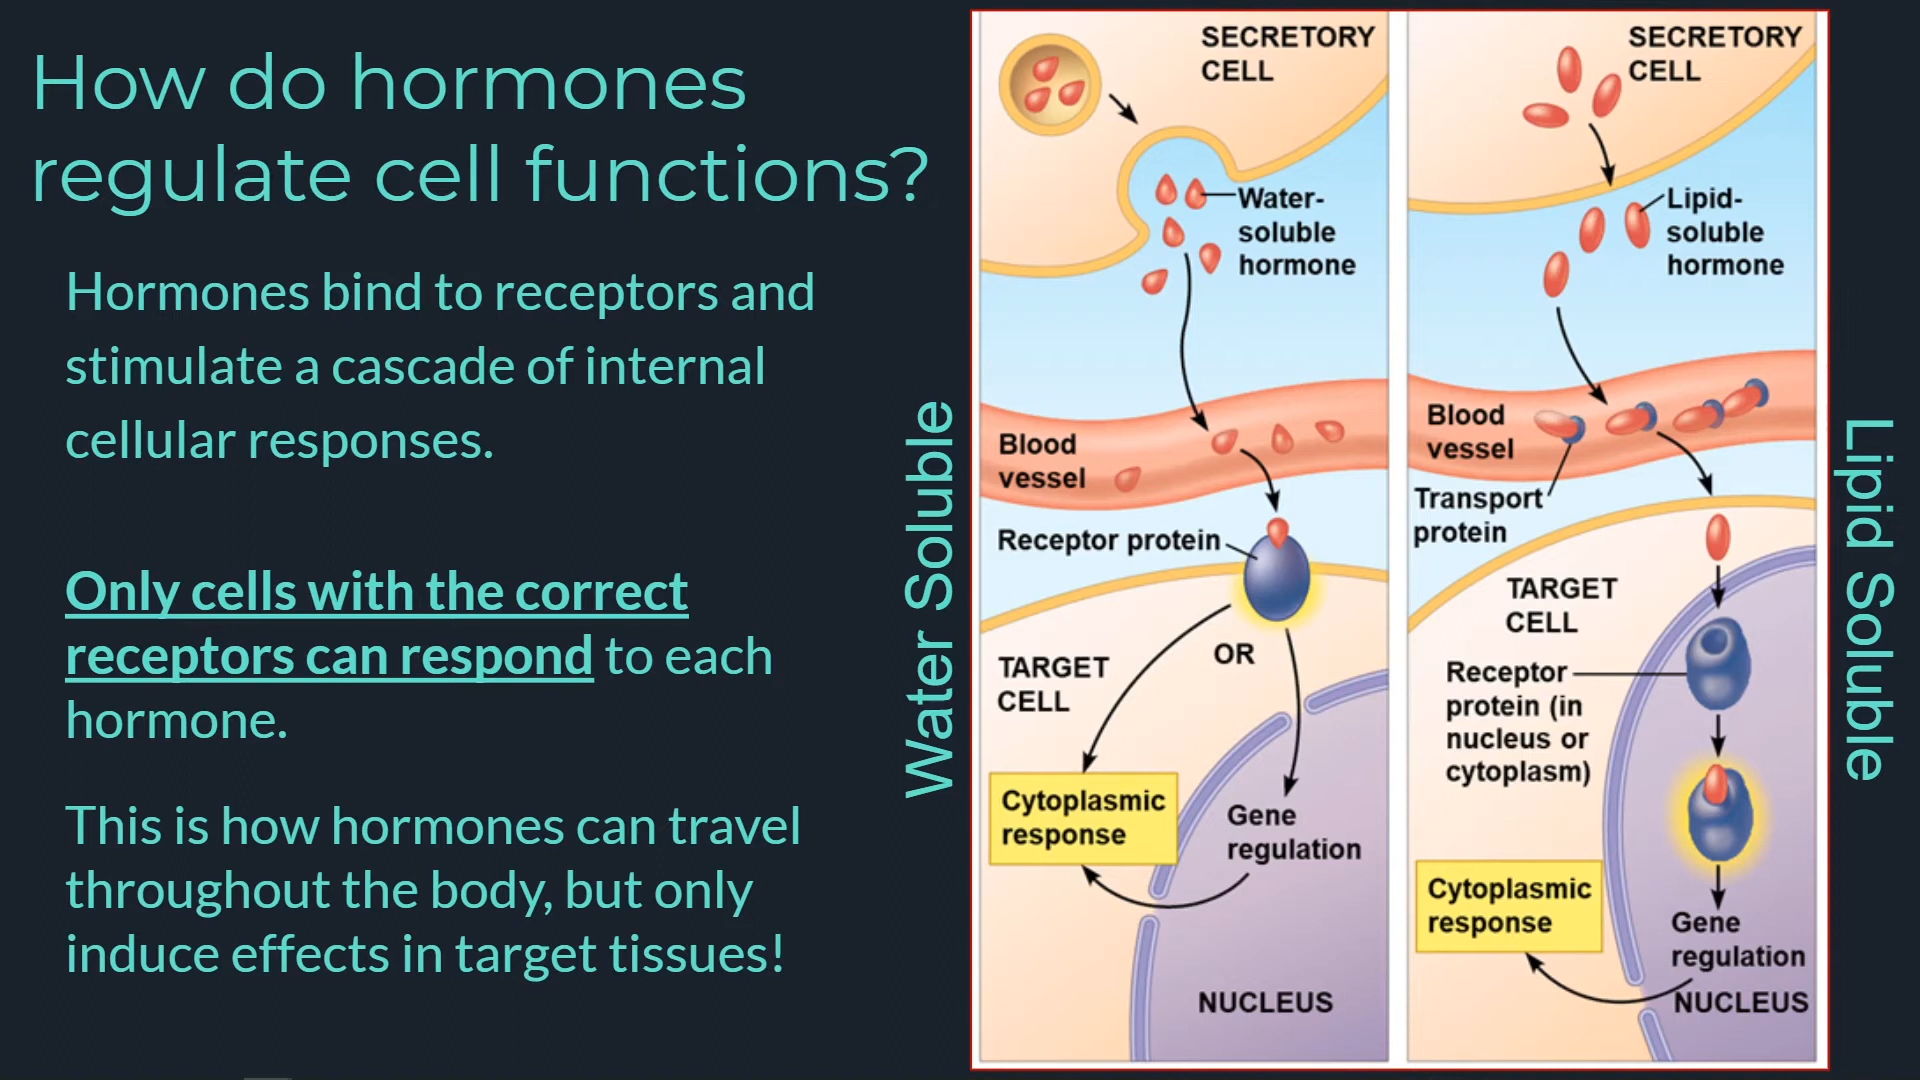 How do hormones
regulate cell functions?
Hormones bind to receptors and
stimulate a cascade of internal
cellular responses.
Only cells with the correct
receptors can respond to each
hormone.
This is how hormones can travel
throughout the body, but only
induce effects in target tissues!
Water Soluble
SECRETORY
CELL
Water-
soluble
hormone
Blood
vessel
Receptor protein
OR
TARGET
CELL
Cytoplasmic
response
Gene
regulation
NUCLEUS
SECRETORY
CELL
Lipid-
soluble
hormone
Blood
vessel
Transport
protein
TARGET
CELL
Receptor
protein (in
nucleus or
cytoplasm)
Cytoplasmic
response
Gene
regulation
NUCLEUS
Lipid Soluble